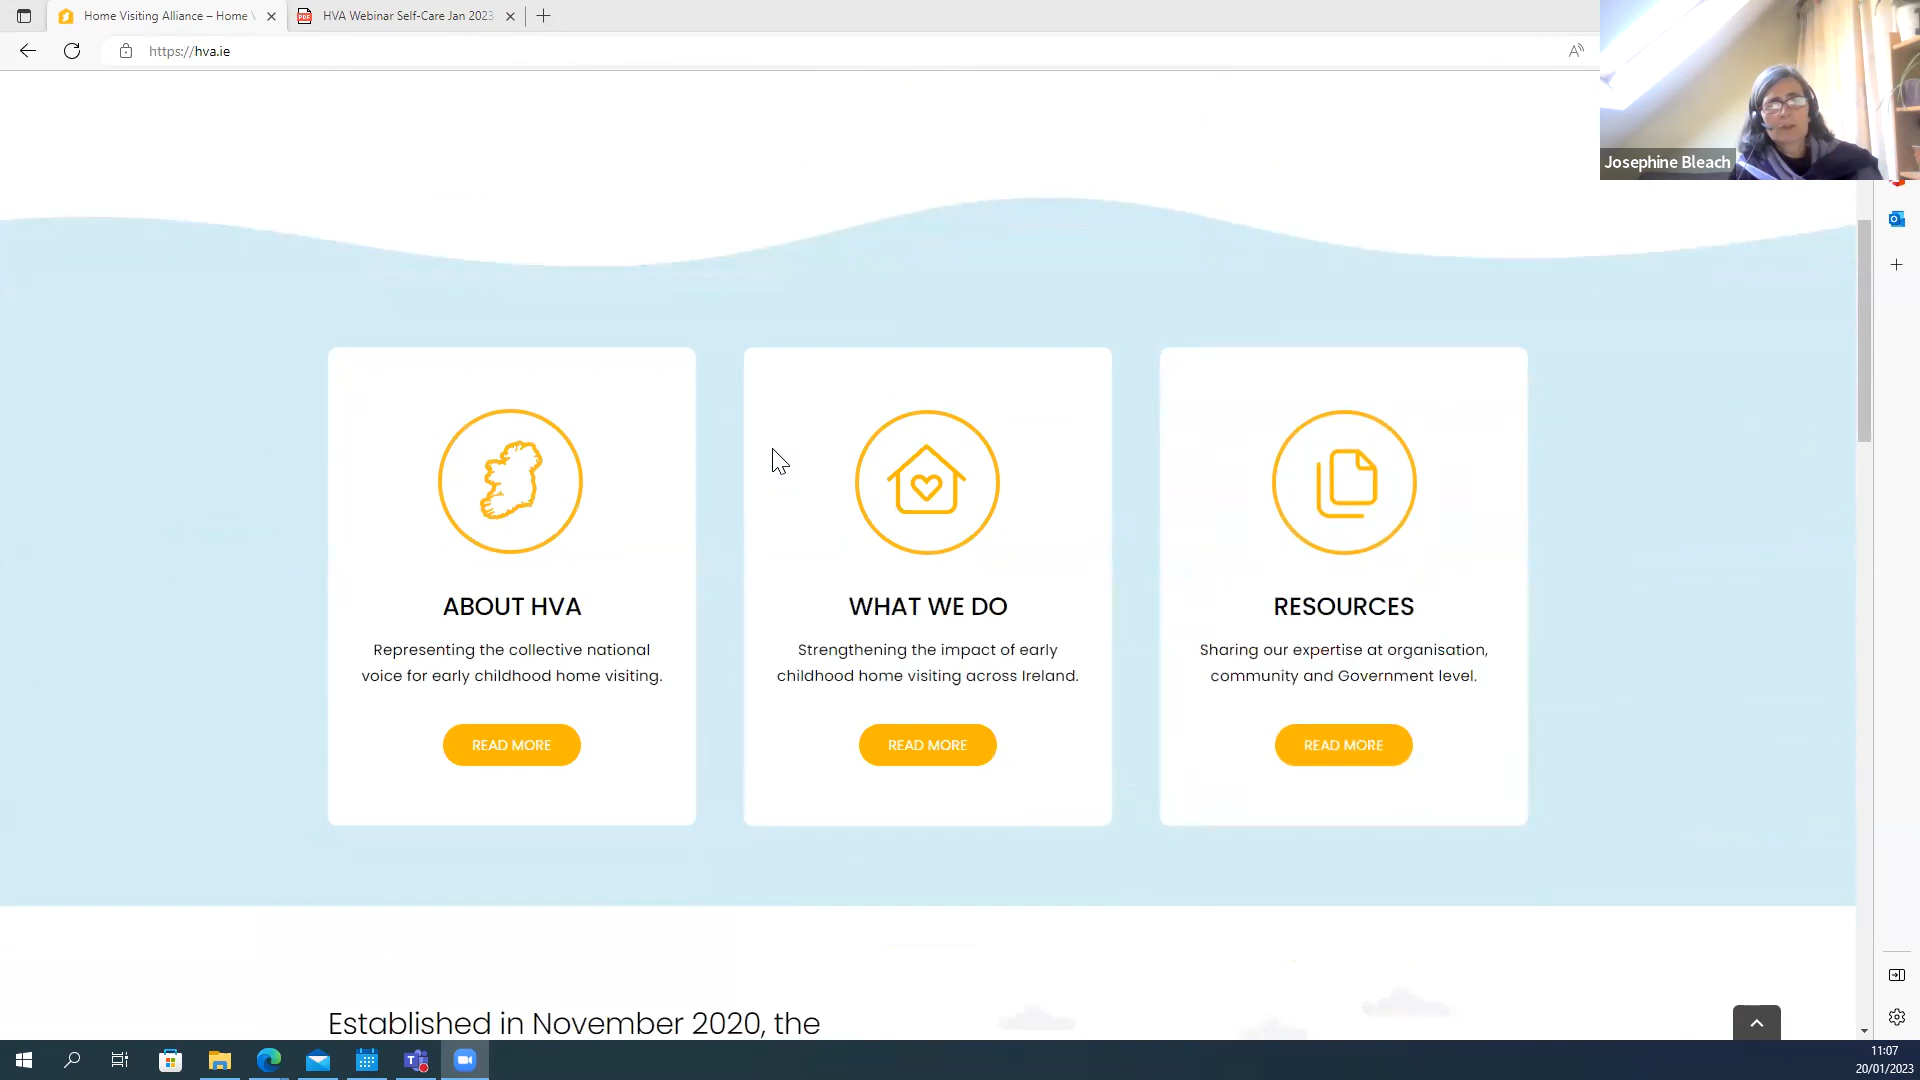 Home Visiting Alliance – Home V
HVA Webinar Self-Care Jan 2023
https://hva.ie
Josephine Bleach
ABOUT HVA
Representing the collective national
voice for early childhood home visiting.
READ MORE
WHAT WE DO
Strengthening the impact of early
childhood home visiting across Ireland.
READ MORE
RESOURCES
Sharing our expertise at organisation,
community and Government level.
READ MORE
Established in November 2020, the
11:07
20/01/2023